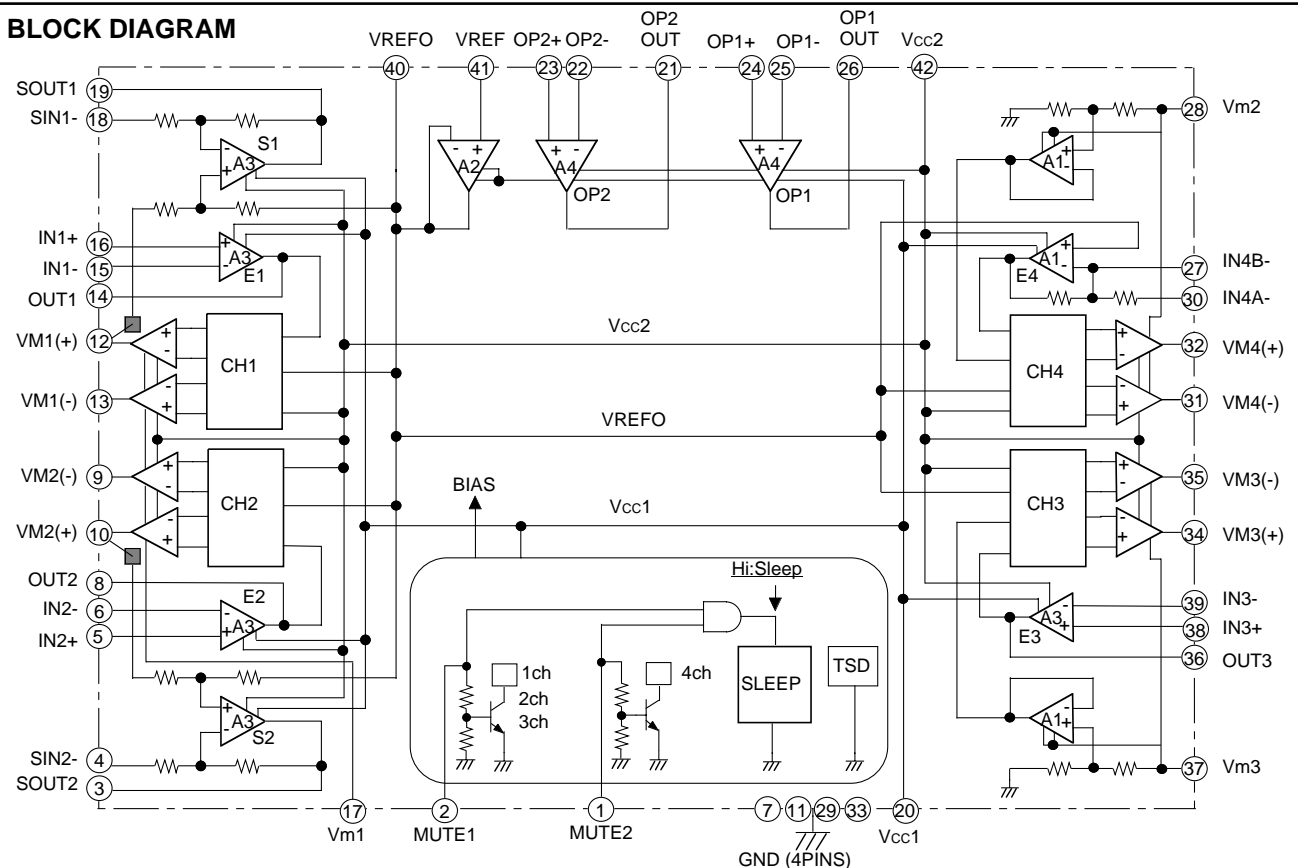 BLOCK DIAGRAM
VREFO
VREF
OP2+
OP2-
OP2
OUT
OP1+
OP1-
OP1
OUT
Vcc2
40
41
23
22
21
24
25
26
42
SOUT1
19
SIN1-
18
- S1
+ A3
28
Vm2
- +
A2
+ -
A4
OP2
+ -
A4
OP1
A1 +
-
IN1+
16
IN1-
15
OUT1
14
+
A3
-
E1
A1 +
-
E4
27
IN4B-
30
IN4A-
VM1(+)
12
+
-
CH1
Vcc2
CH4
+
-
32
VM4(+)
VM1(-)
13
-
+
-
+
31
VM4(-)
VREFO
VM2(-)
9
+
-
CH2
BIAS
Vcc1
CH3
+
-
35
VM3(-)
VM2(+)
10
-
+
-
+
34
VM3(+)
OUT2
8
IN2-
6
IN2+
5
E2
-
A3
+
Hi:Sleep
-
A3
+
E3
39
IN3-
38
IN3+
36
OUT3
1ch
2ch
3ch
4ch
SLEEP
TSD
+
A3
-
S2
-
A1
+
SIN2-
4
SOUT2
3
37
Vm3
17
Vm1
2
MUTE1
1
MUTE2
7
11
29
33
GND (4PINS)
20
Vcc1